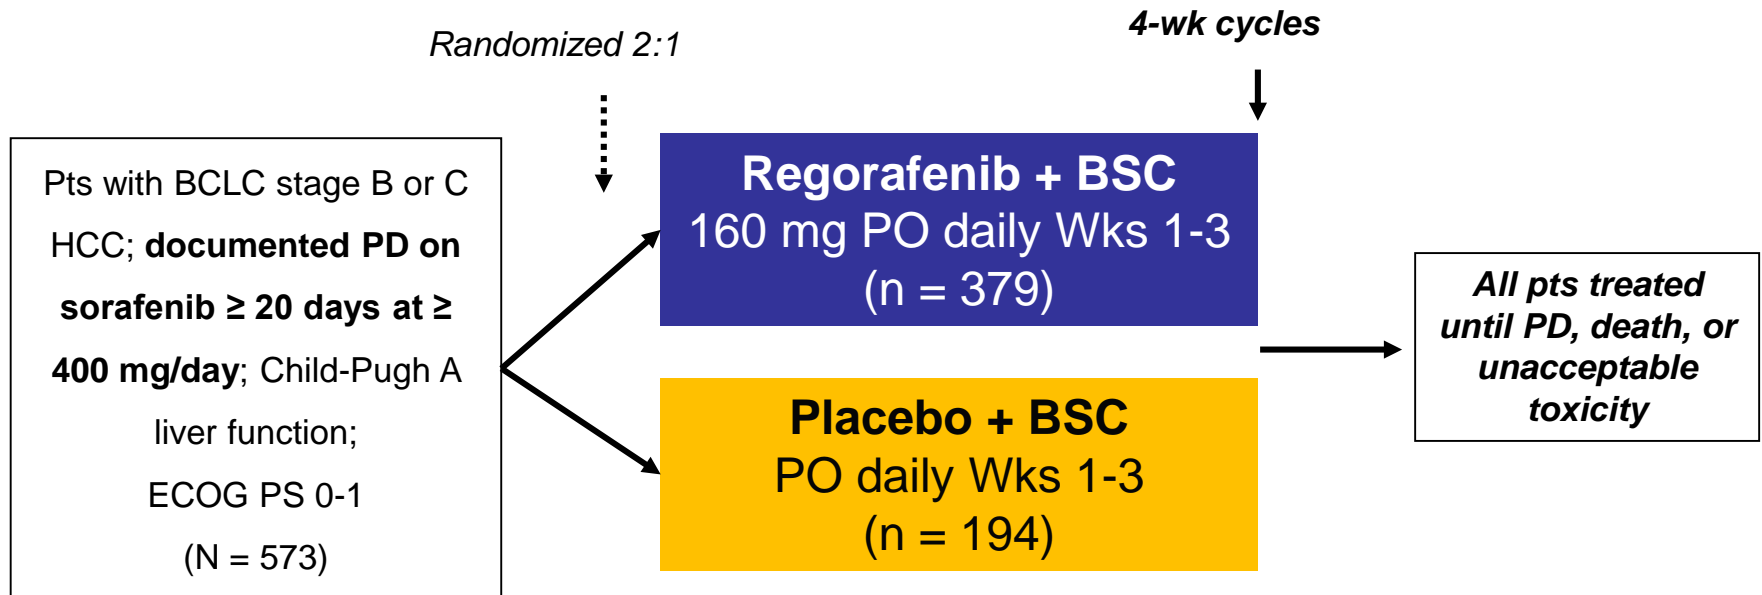 Randomized 2:1
4-wk cycles
Pts with BCLC stage B or C
HCC; documented PD on
sorafenib ≥ 20 days at ≥
400 mg/day; Child-Pugh A
liver function;
ECOG PS 0-1
(N = 573)
Regorafenib + BSC
160 mg PO daily Wks 1-3
(n = 379)
Placebo + BSC
PO daily Wks 1-3
(n = 194)
All pts treated
until PD, death, or
unacceptable
toxicity